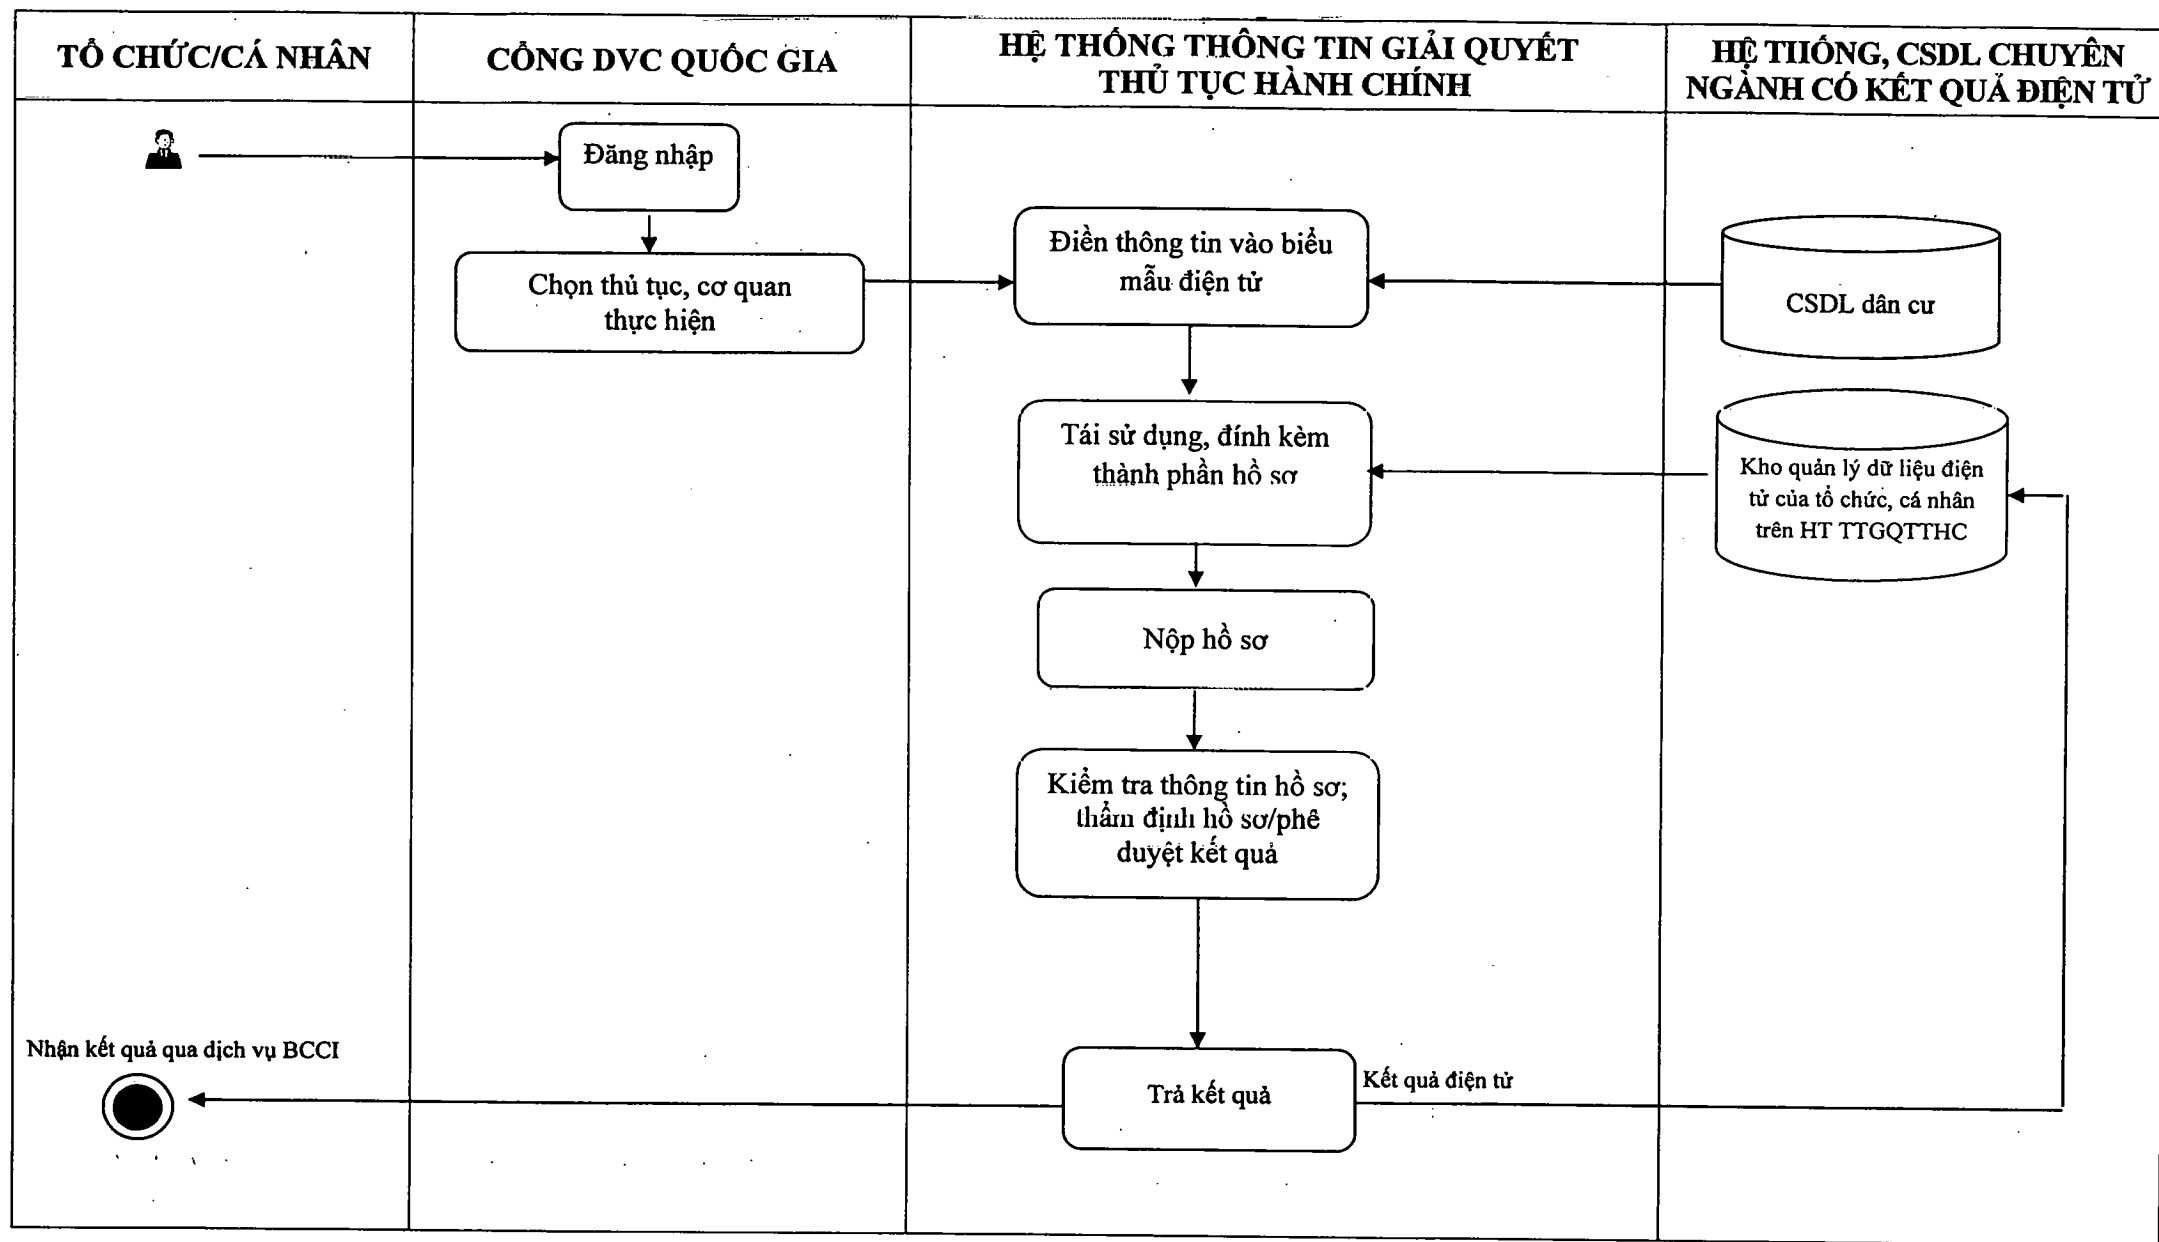 TỔ CHỨC/CÁ NHÂN
CỔNG DVC QUỐC GIA
HỆ THỐNG THÔNG TIN GIẢI QUYẾT
THỦ TỤC HÀNH CHÍNH
HỆ THỐNG, CSDL CHUYÊN
NGÀNH CÓ KẾT QUẢ ĐIỆN TỬ
Đăng nhập
Chọn thủ tục, cơ quan
thực hiện
Điền thông tin vào biểu
mẫu điện tử
CSDL dân cư
Tái sử dụng, đính kèm
thành phần hồ sơ
Kho quản lý dữ liệu điện
tử của tổ chức, cá nhân
trên HT TTGQTTHC
Nộp hồ sơ
Kiểm tra thông tin hồ sơ;
thẩm định hồ sơ/phê
duyệt kết quả
Nhận kết quả qua dịch vụ BCCI
Trả kết quả
Kết quả điện tử